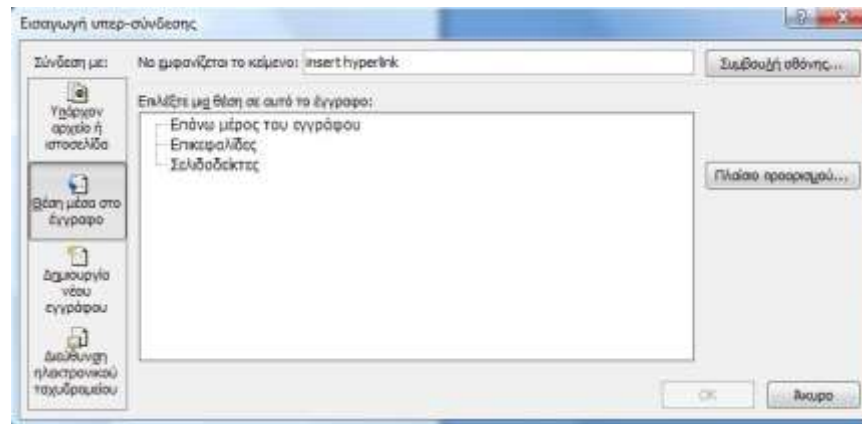 Εισαγωγή υπερ-σύνδεσης
Σύνδεση με:
Να εμφανίζεται το κείμενο: insert hyperlink
Συμβουλή οθόνης...
Υπάρχον
αρχείο ή
ιστοσελίδα
Επιλέξτε μια θέση σε αυτό το έγγραφο:
Επάνω μέρος του εγγράφου
Επικεφαλίδες
Σελιδοδείκτες
Πλαίσιο προορισμού...
Θέση μέσα στο
έγγραφο
Δημιουργία
νέου
εγγράφου
Διεύθυνση
ηλεκτρονικού
ταχυδρομείου
OK
Άκυρο